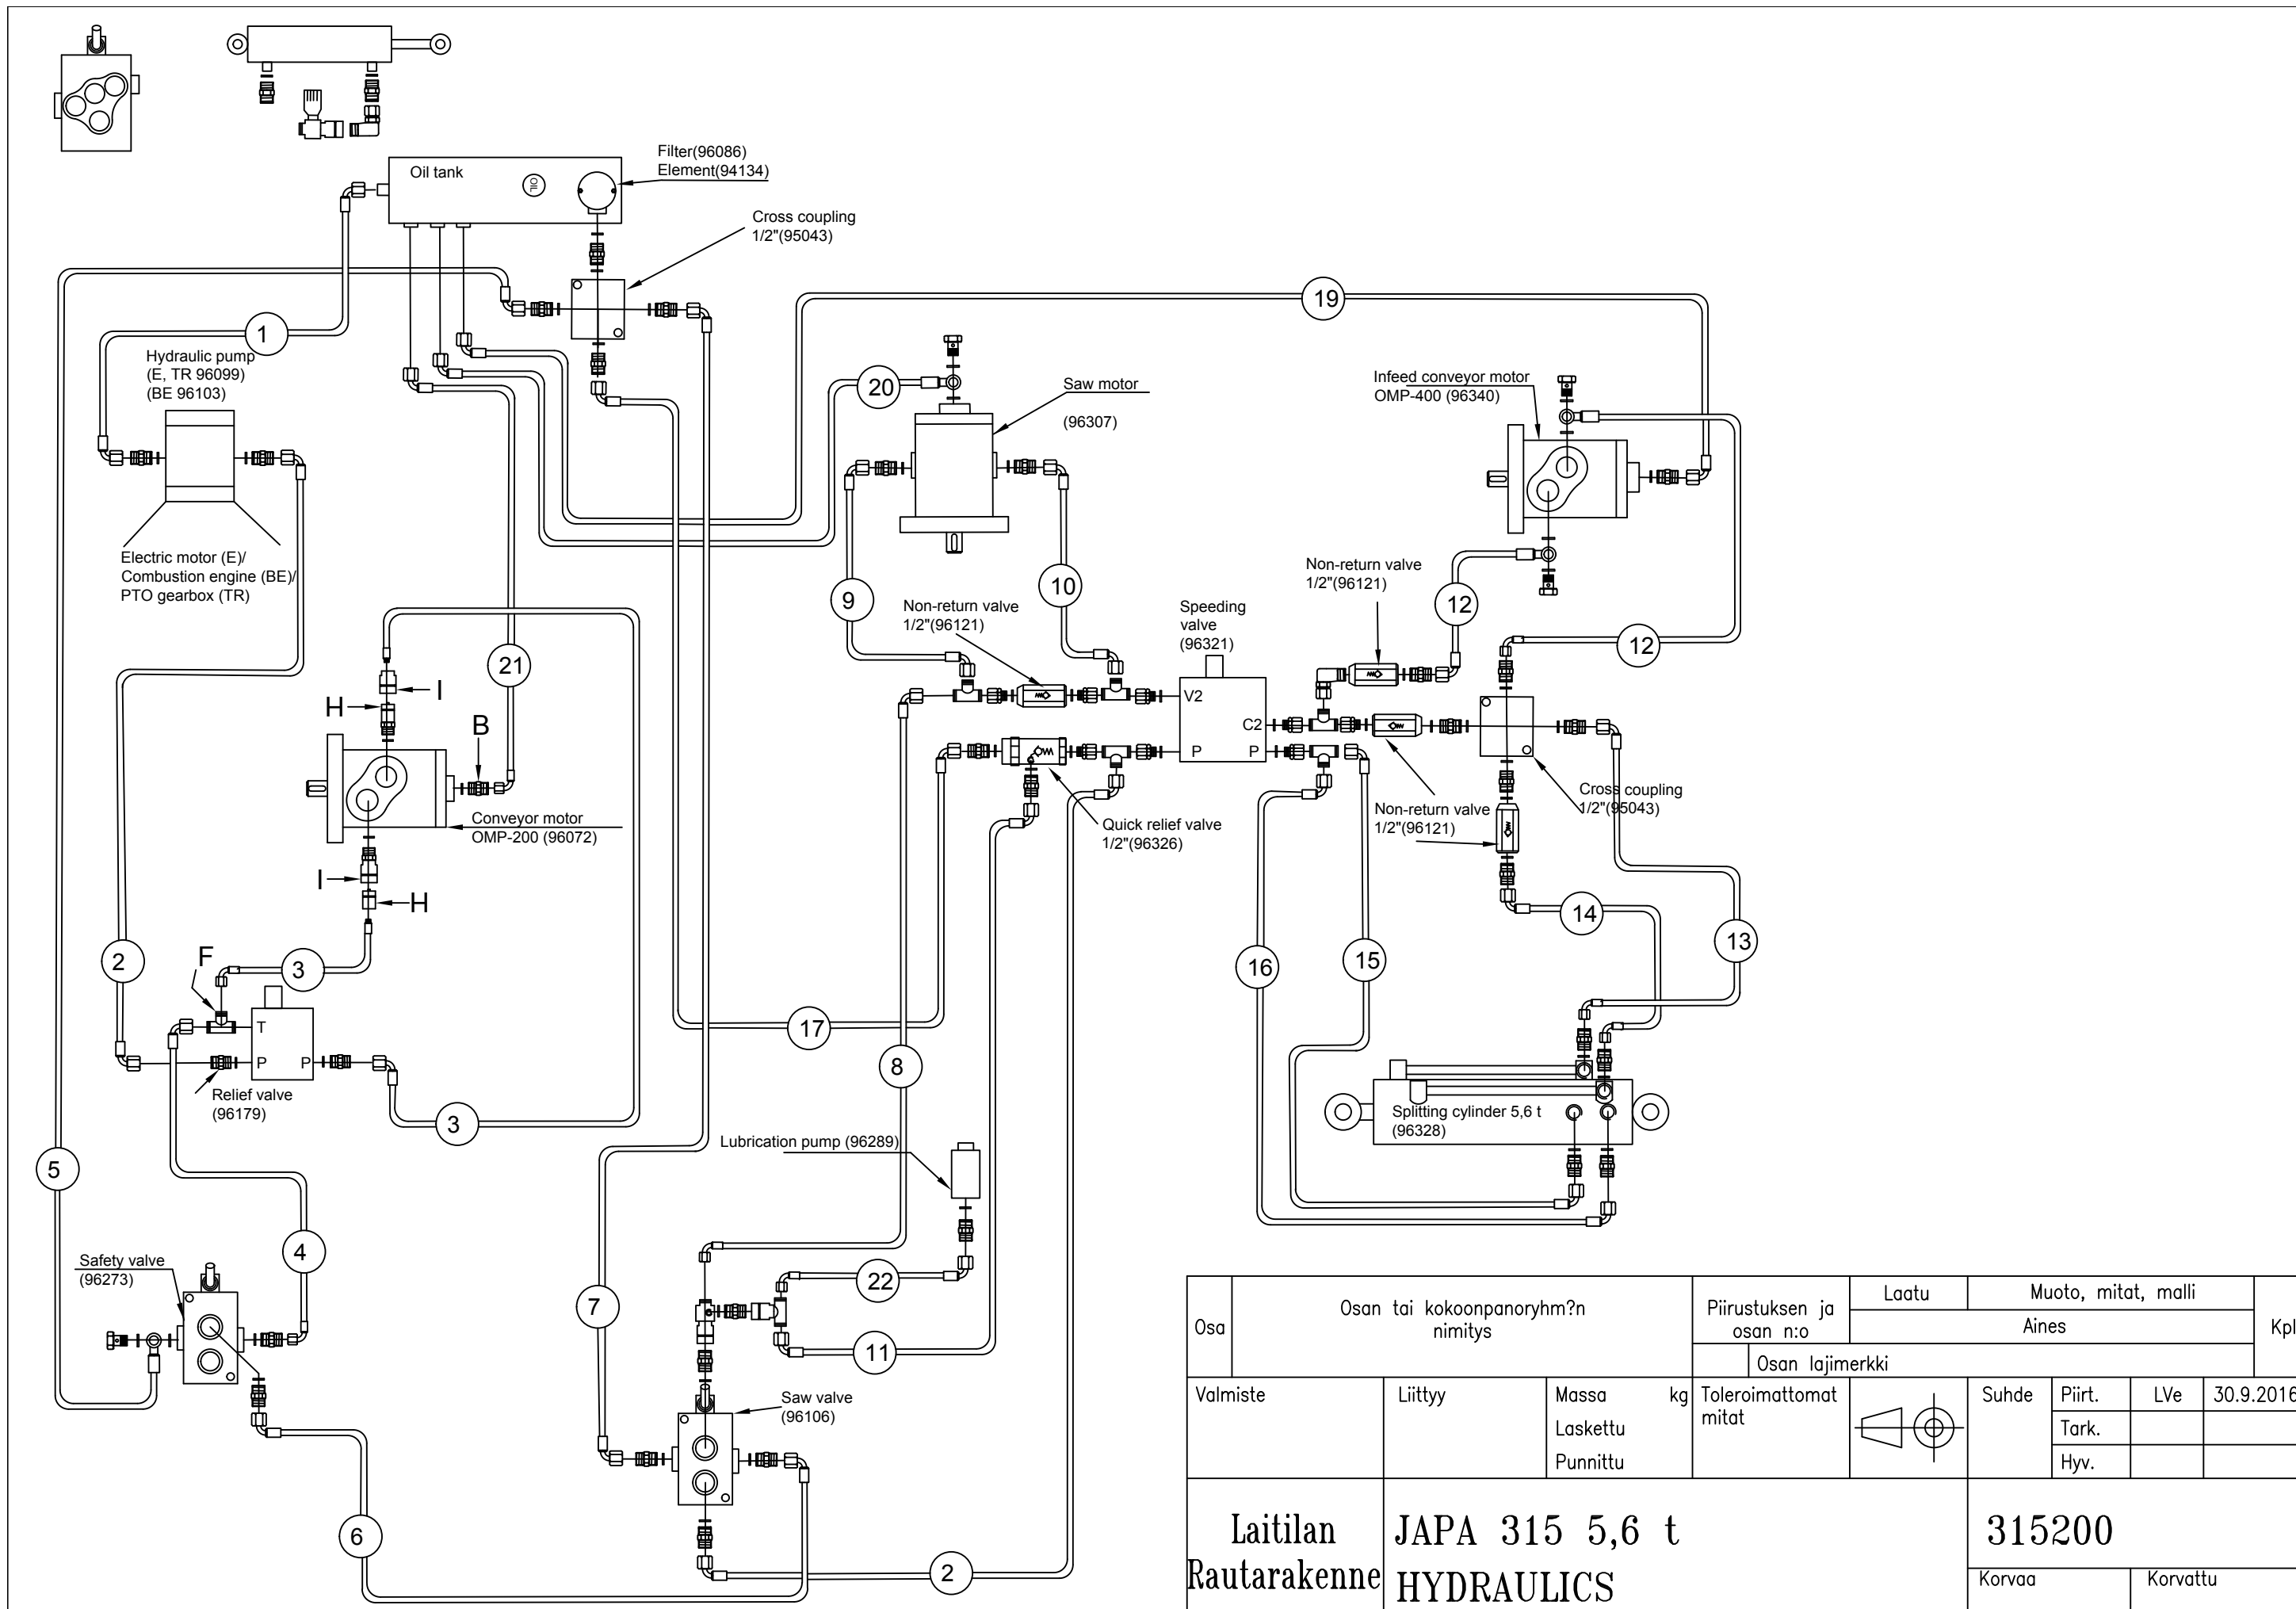 Filter(96086)
Element(94134)
Oil tank
OIL
Cross coupling
1/2"(95043)
19
1
Hydraulic pump
(E, TR 96099)
(BE 96103)
20
Saw motor
(96307)
Infeed conveyor motor
OMP-400 (96340)
Electric motor (E)/
Combustion engine (BE)/
PTO gearbox (TR)
9
10
Non-return valve
1/2"(96121)
12
Non-return valve
1/2"(96121)
Speeding
valve
(96321)
12
21
I
H
B
V2
C2
P
P
Conveyor motor
OMP-200 (96072)
Quick relief valve
1/2"(96326)
Non-return valve
1/2"(96121)
Cross coupling
1/2"(95043)
I
H
14
13
2
F
3
16
15
17
T
P
P
8
Relief valve
(96179)
3
Splitting cylinder 5,6 t
(96328)
Lubrication pump (96289)
5
4
Safety valve
(96273)
22
7
11
Saw valve
(96106)
6
2
Osa
Osan tai kokoonpanoryhm?n
nimitys
Piirustuksen ja
osan n:o
Laatu
Muoto, mitat, malli
Aines
Kpl
Osan lajimerkki
Valmiste
Liittyy
Massa kg
Laskettu
Punnittu
Toleroimattomat
mitat
Suhde
Piirt.
LVe
30.9.2016
Tark.
Hyv.
Laitilan
Rautarakenne
JAPA 315 5,6 t
HYDRAULICS
315200
Korvaa
Korvattu